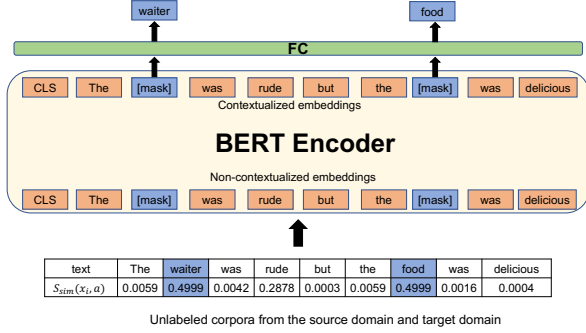 waiter food
FC
CLS The [mask] was rude but the [mask] was delicious
Contextualized embeddings
BERT Encoder
Non-contextualized embeddings
CLS The [mask] was rude but the [mask] was delicious
text The waiter was rude but the food was delicious
S_sim(x_i, a) 0.0059 0.4999 0.0042 0.2878 0.0003 0.0059 0.4999 0.0016 0.0004
Unlabeled corpora from the source domain and target domain